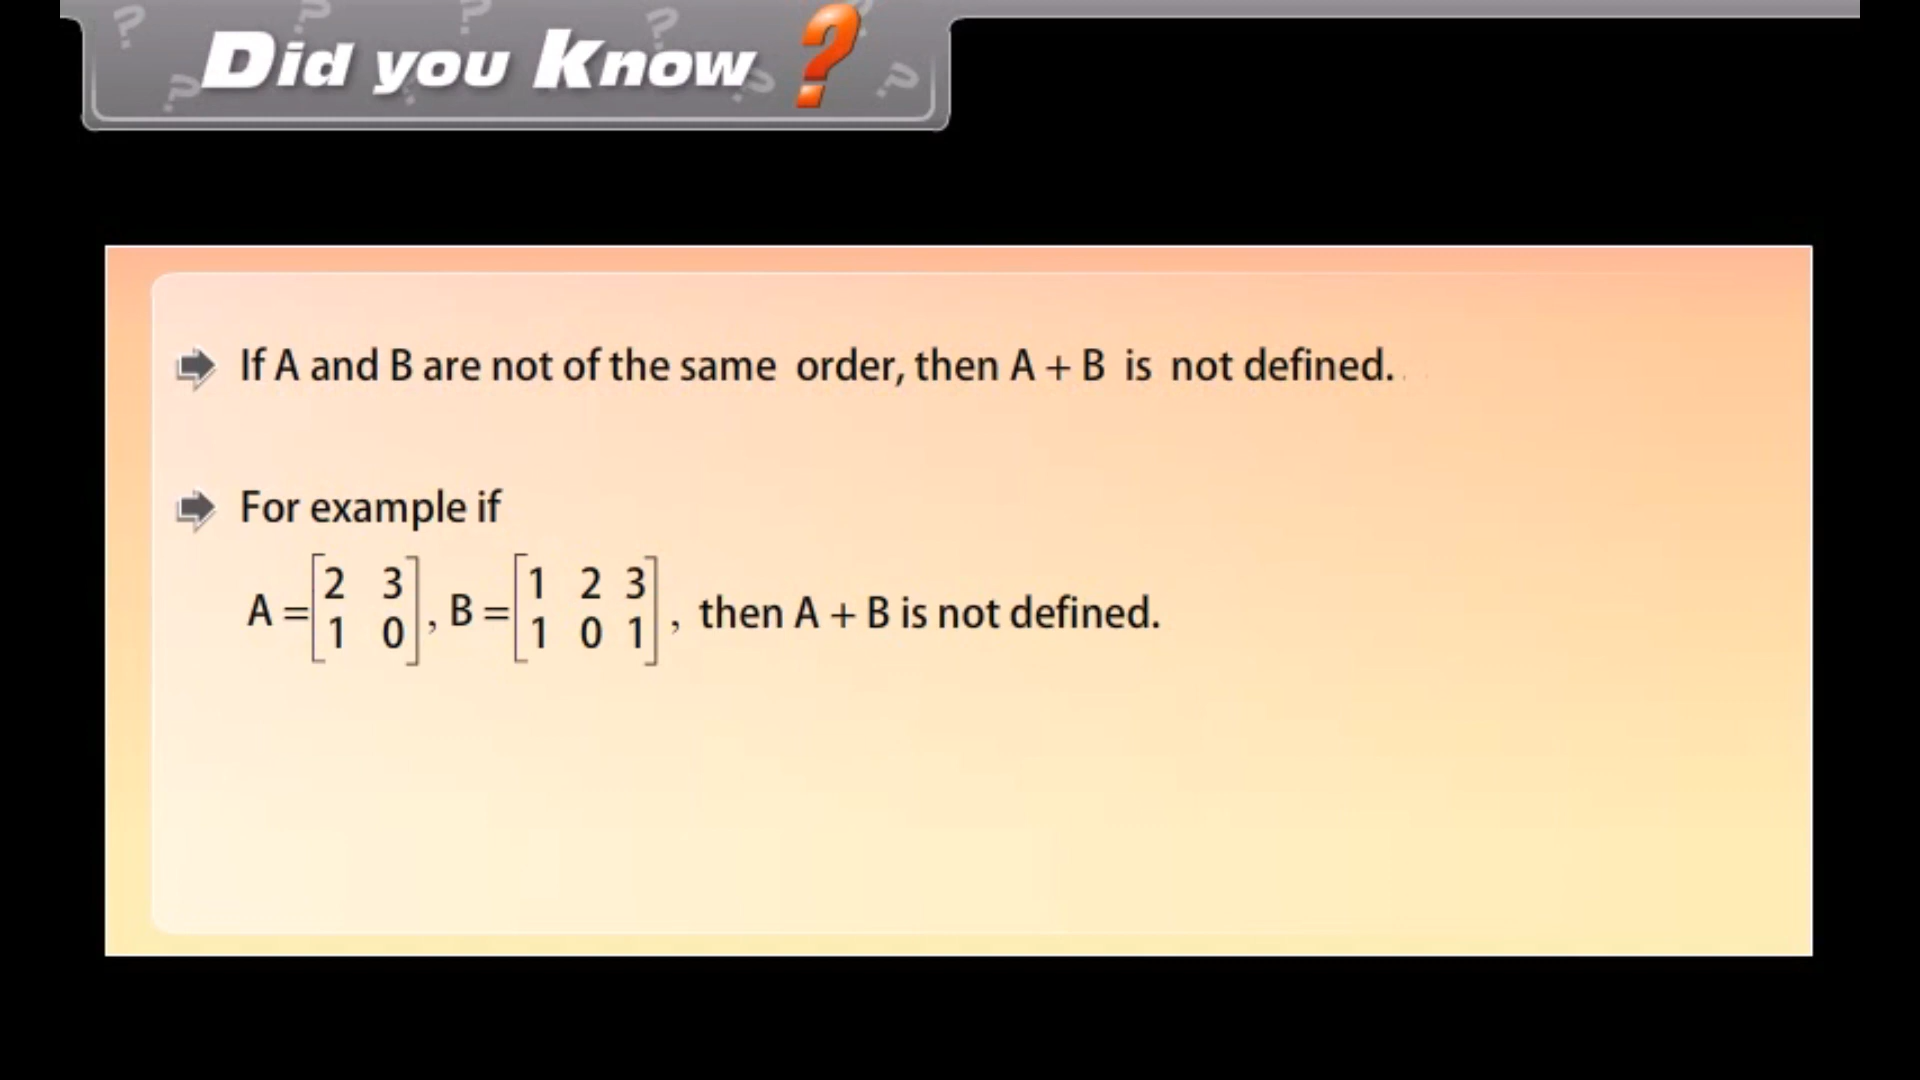 Did you Know ?
If A and B are not of the same order, then A + B is not defined.
For example if
A = [2 3
1 0], B = [1 2 3
1 0 1], then A + B is not defined.